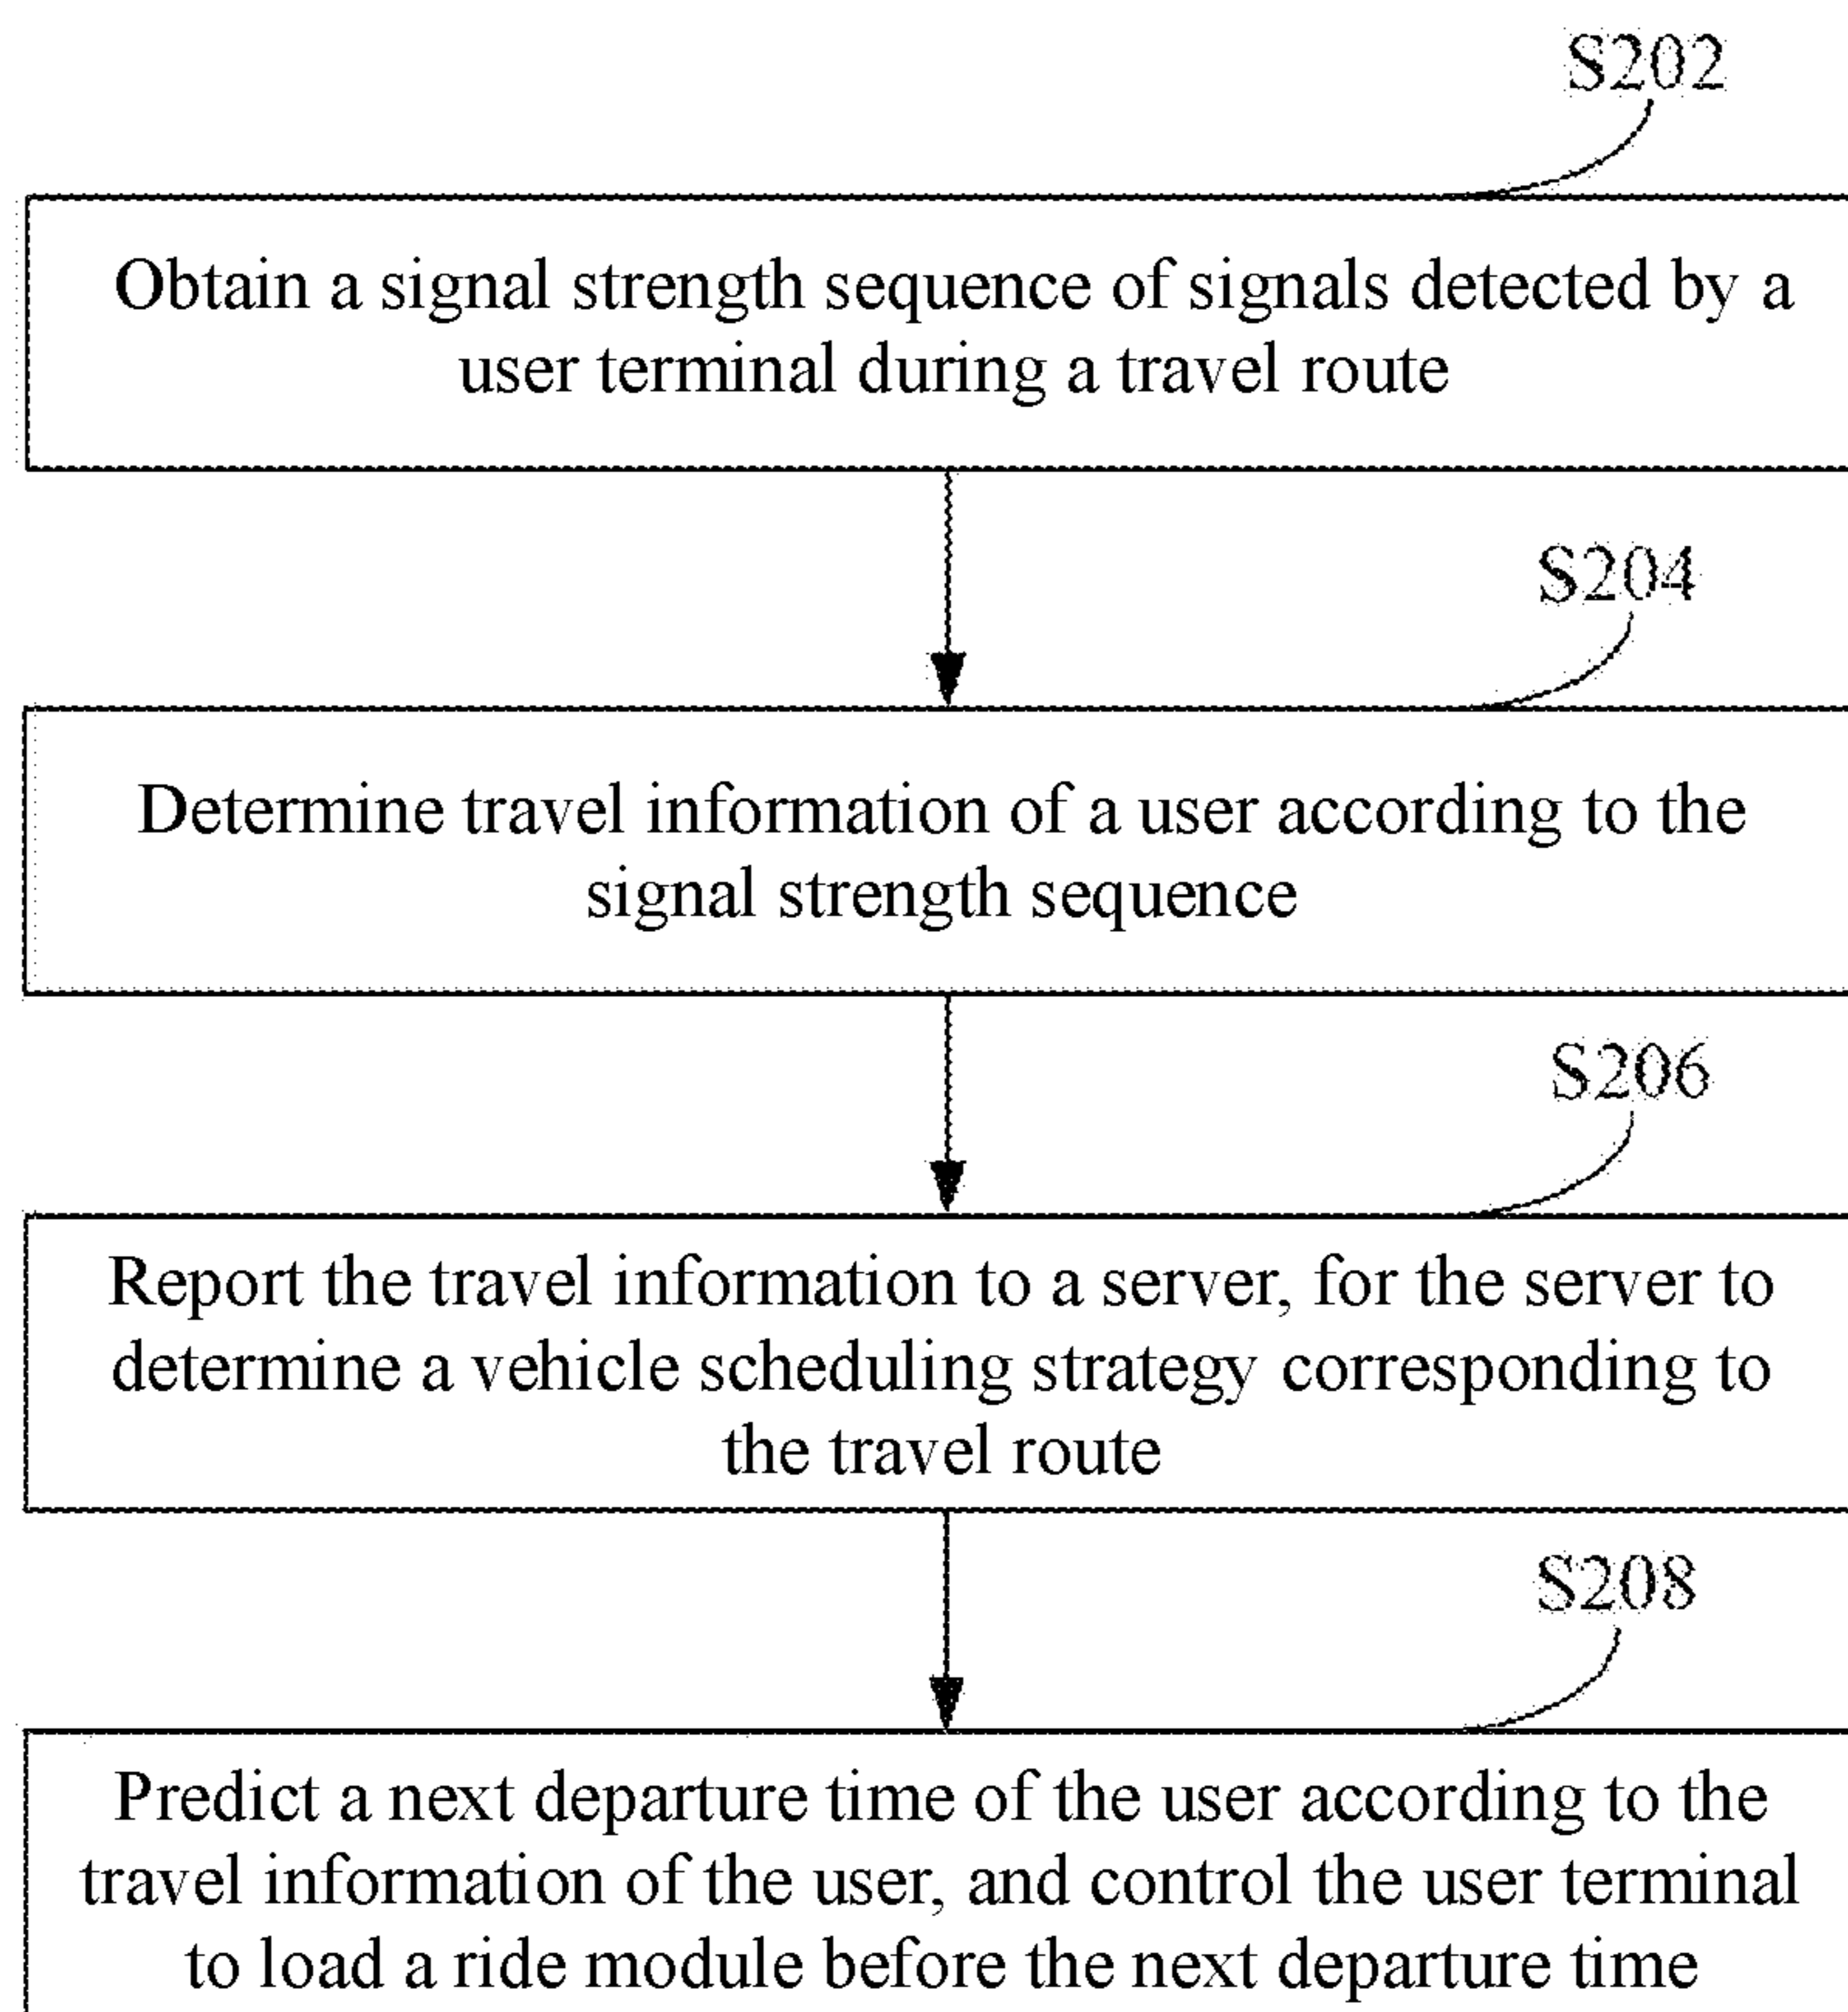 S202
Obtain a signal strength sequence of signals detected by a
user terminal during a travel route
S204
Determine travel information of a user according to the
signal strength sequence
S206
Report the travel information to a server, for the server to
determine a vehicle scheduling strategy corresponding to
the travel route
S208
Predict a next departure time of the user according to the
travel information of the user, and control the user terminal
to load a ride module before the next departure time